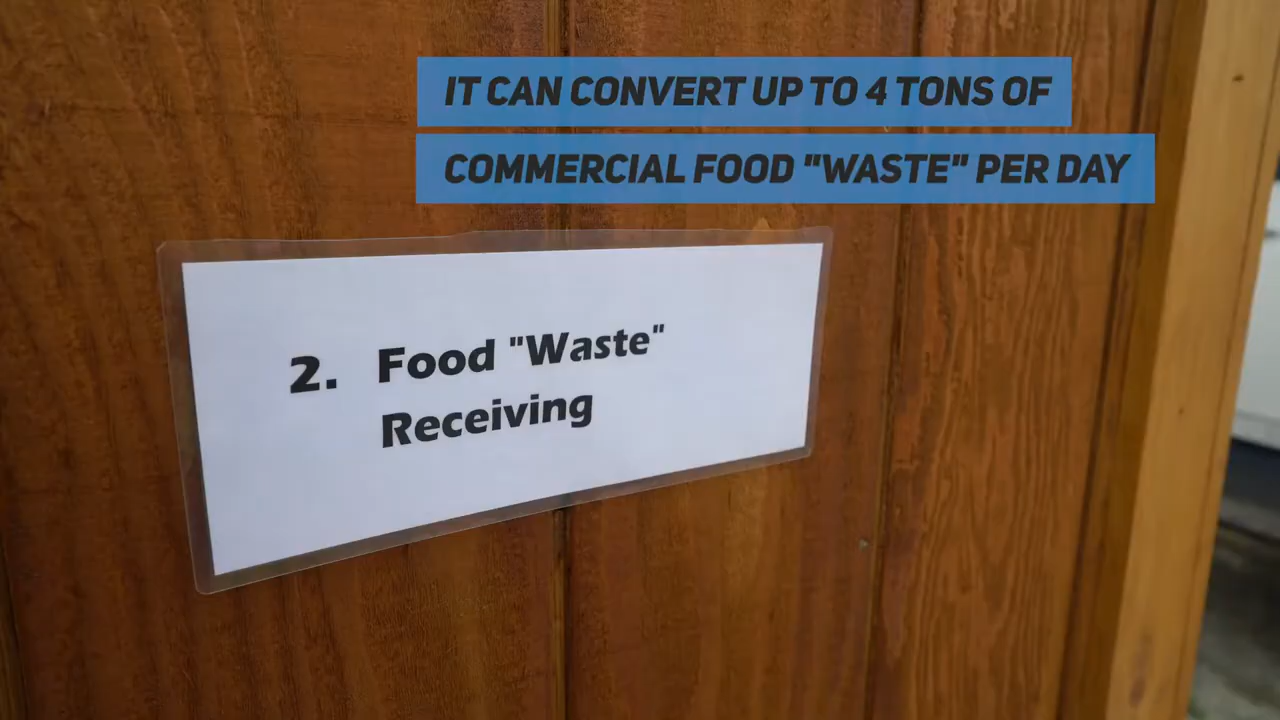 IT CAN CONVERT UP TO 4 TONS OF
COMMERCIAL FOOD "WASTE" PER DAY
2. Food "Waste"
Receiving